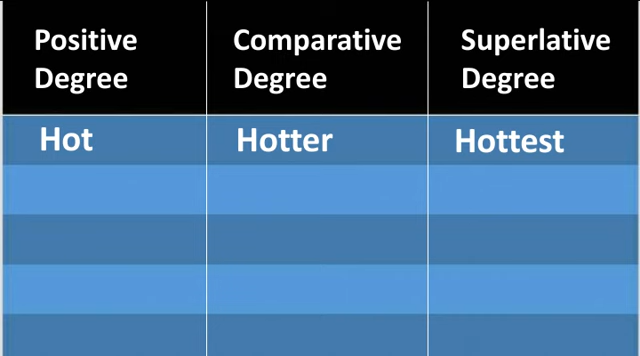 Positive Degree
Comparative Degree
Superlative Degree
Hot
Hotter
Hottest